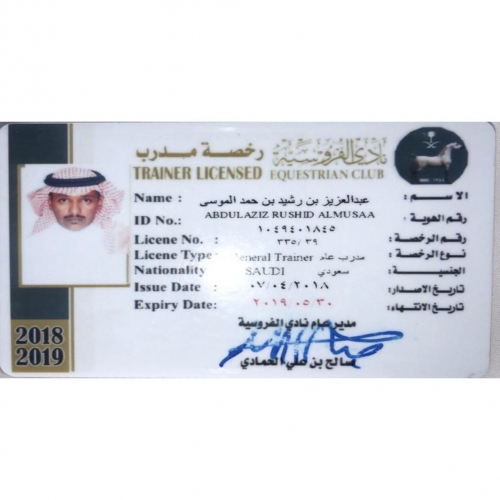 رخصة مدرب نادي الفروسية
TRAINER LICENSED EQUESTRIAN CLUB
Name : عبدالعزيز بن رشيد بن حمد الموسى الاسم :
ABDULAZIZ RUSHID ALMUSAA
ID No.: ١٠٤٩٤٠١٨٤٥ رقم الهوية :
Licene No. : ٣٣٥/٣٩ رقم الرخصة :
Licene Type: General Trainer مدرب عام نوع الرخصة :
Nationality SAUDI سعودي الجنسية :
Issue Date : ٠٧/٠٤/٢٠١٨ تاريخ الاصدار :
Expiry Date: ٢٠١٩ ٠٥/٣٠ تاريخ الانتهاء :
مدير عام نادي الفروسية
صالح بن علي الحمادي
2018
2019